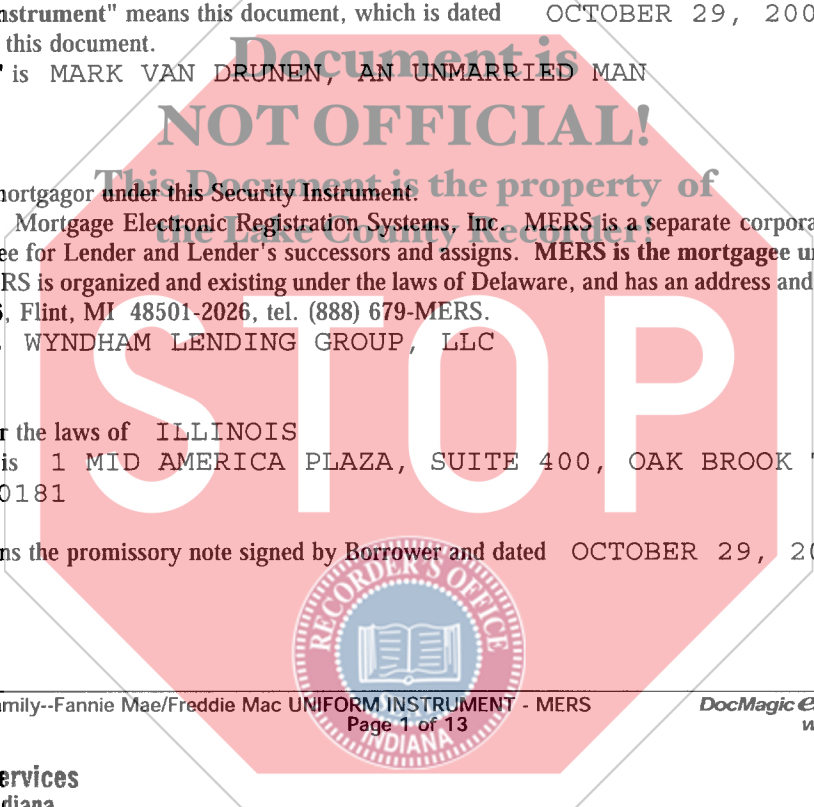 nstrument" means this document, which is dated OCTOBER 29, 200
this document.
Document is
" is MARK VAN DRUNEN, AN UNMARRIED MAN
NOT OFFICIAL!
This Document is the property of
mortgagor under this Security Instrument.
the Lake County Recorder!
Mortgage Electronic Registration Systems, Inc. MERS is a separate corpora
ee for Lender and Lender's successors and assigns. MERS is the mortgagee u
RS is organized and existing under the laws of Delaware, and has an address and
, Flint, MI 48501-2026, tel. (888) 679-MERS.
WYNDHAM LENDING GROUP, LLC
STOP
r the laws of ILLINOIS
is 1 MID AMERICA PLAZA, SUITE 400, OAK BROOK
0181
ns the promissory note signed by Borrower and dated OCTOBER 29, 20
RECORDER'S OFFICE
INDIANA
mily--Fannie Mae/Freddie Mac UNIFORM INSTRUMENT - MERS DocMagic
Page 1 of 13
ervices
diana